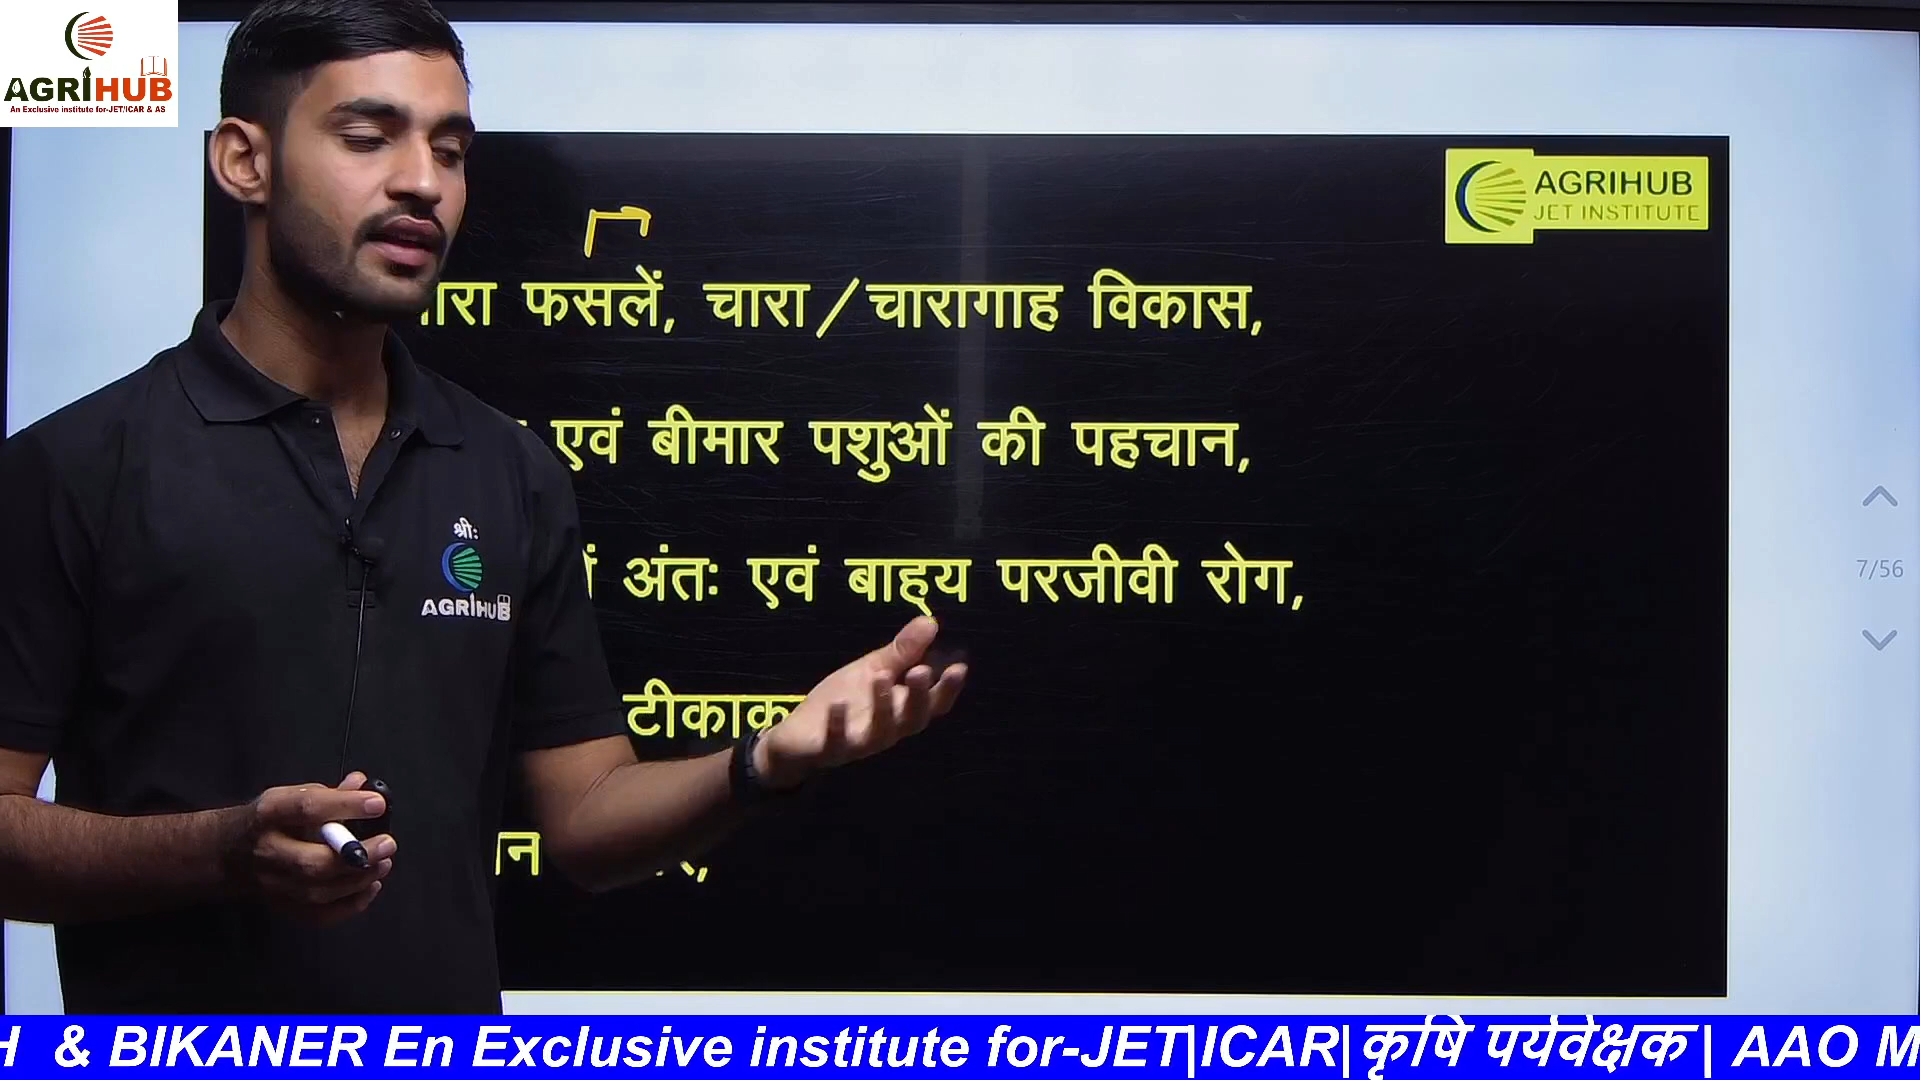 AGRIHUB
An Exclusive institute for-JET/ICAR & AS
AGRIHUB
JET INSTITUTE
फसलें, चारा/चारागाह विकास,
एवं बीमार पशुओं की पहचान,
अंतः एवं बाह्य परजीवी रोग,
7/56
श्रीः
AGRIHUB
& BIKANER En Exclusive institute for-JET|ICAR|कृषि पर्यवेक्षक | AAO